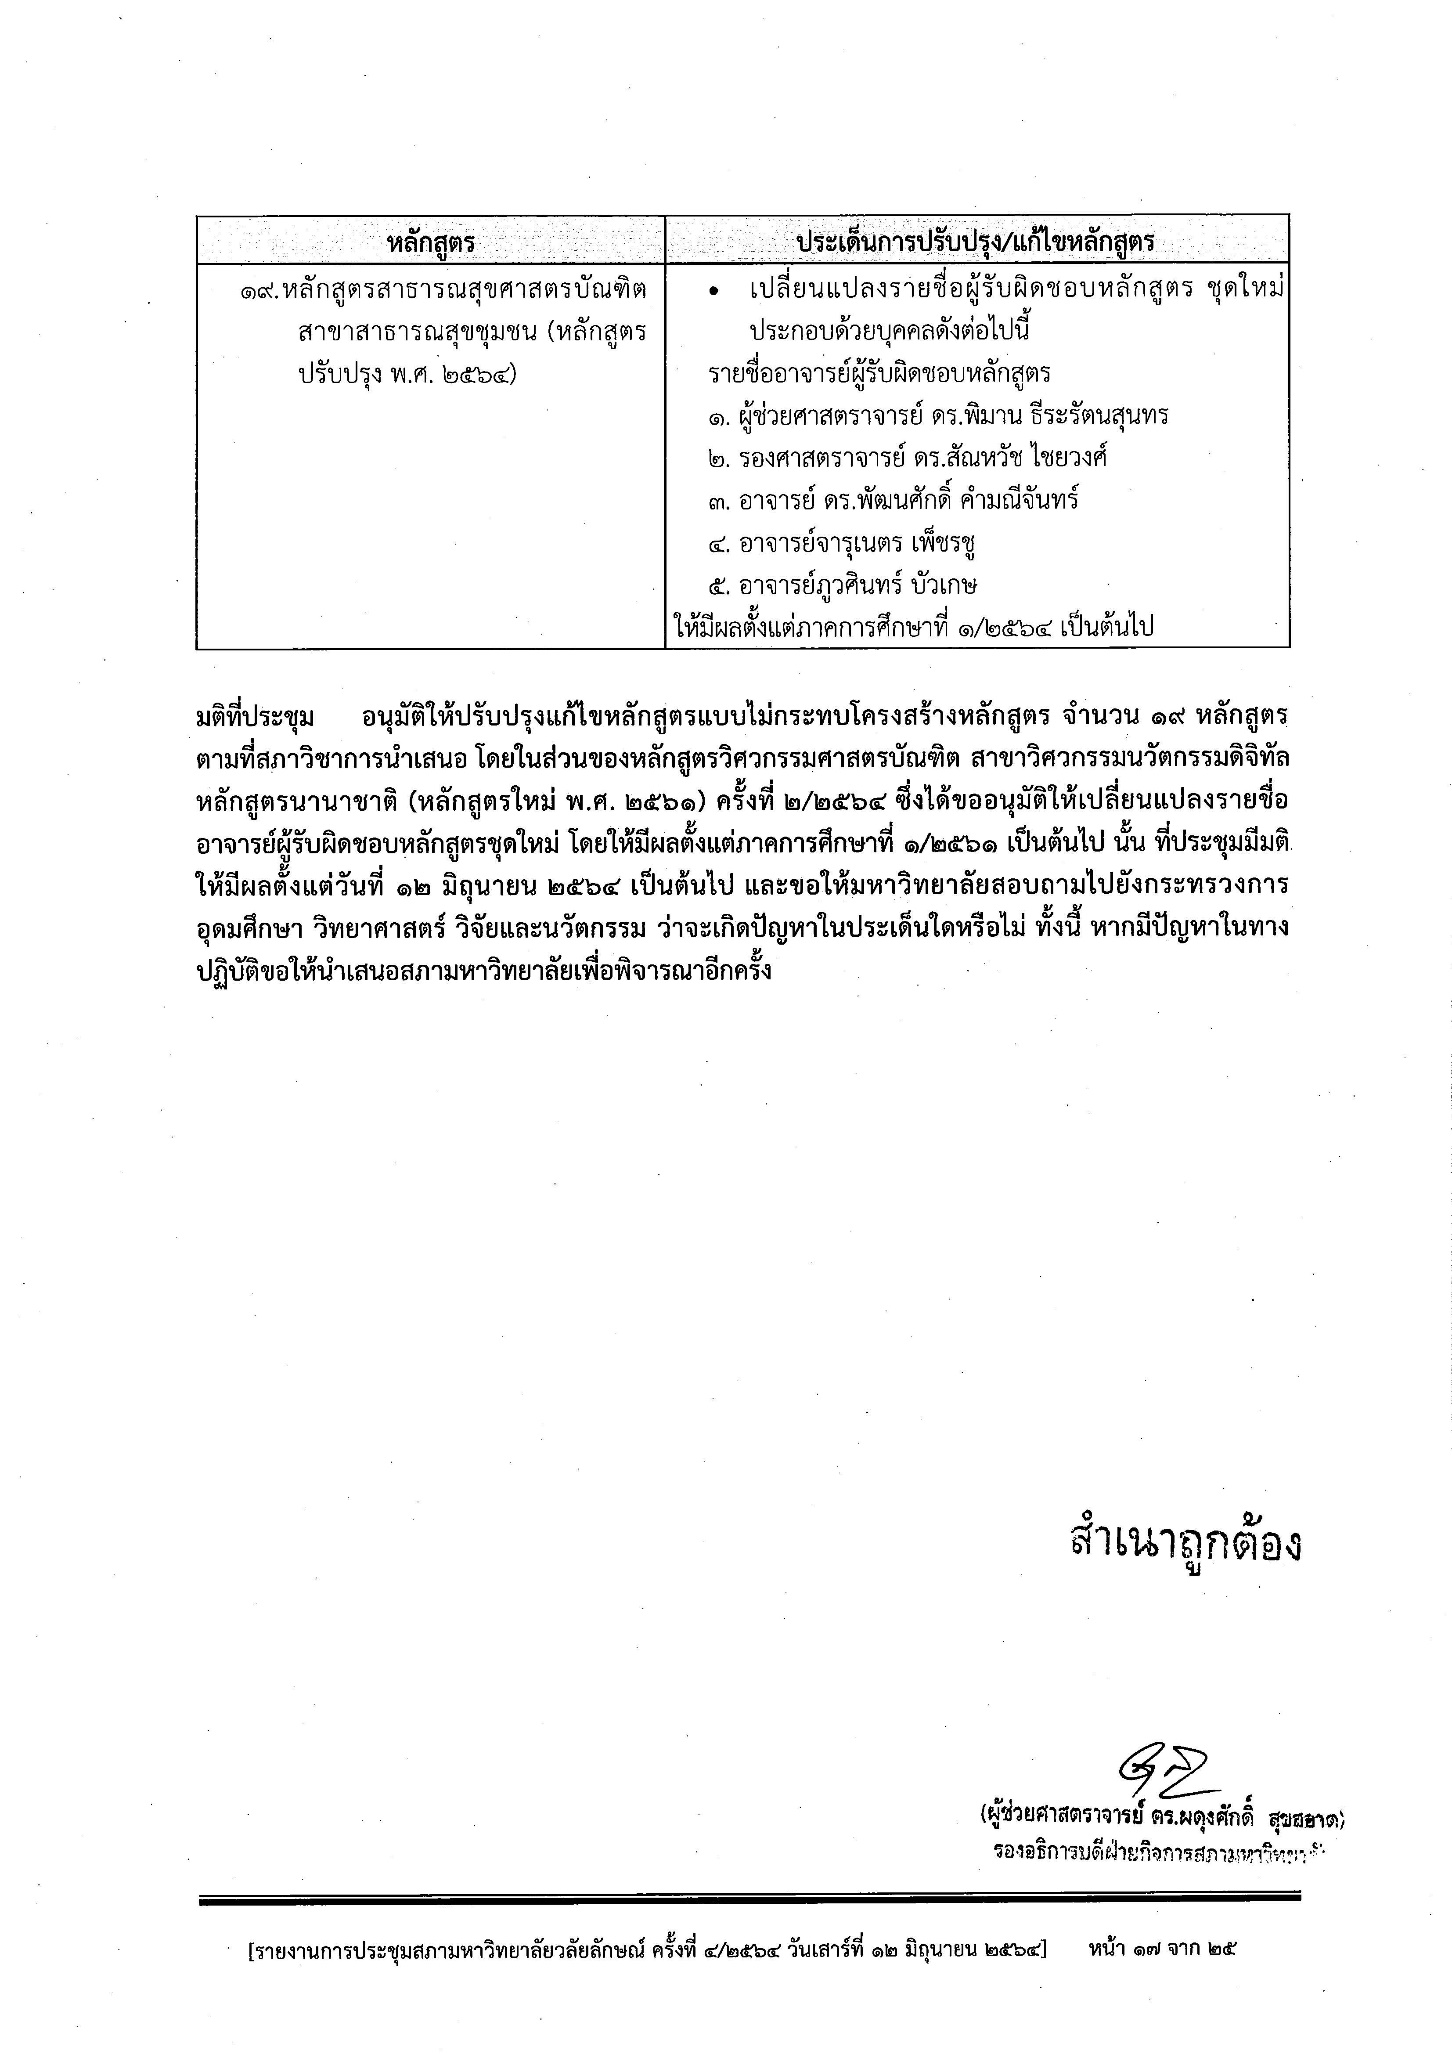 หลักสูตร
ประเด็นการปรับปรุง/แก้ไขหลักสูตร
๑๙.หลักสูตรสาธารณสุขศาสตรบัณฑิต
สาขาสาธารณสุขชุมชน (หลักสูตร
ปรับปรุง พ.ศ. ๒๕๖๔)
• เปลี่ยนแปลงรายชื่อผู้รับผิดชอบหลักสูตร ชุดใหม่
ประกอบด้วยบุคคลดังต่อไปนี้
รายชื่ออาจารย์ผู้รับผิดชอบหลักสูตร
๑. ผู้ช่วยศาสตราจารย์ ดร.พิมาน ธีระรัตนสุนทร
๒. รองศาสตราจารย์ ดร.สัณหวัช ไชยวงศ์
๓. อาจารย์ ดร.พัฒนศักดิ์ คำมณีจันทร์
๔. อาจารย์จารุเนตร เพ็ชรชู
๕. อาจารย์ภูวศินทร์ บัวเกษ
ให้มีผลตั้งแต่ภาคการศึกษาที่ ๑/๒๕๖๔ เป็นต้นไป
มติที่ประชุม อนุมัติให้ปรับปรุงแก้ไขหลักสูตรแบบไม่กระทบโครงสร้างหลักสูตร จำนวน ๑๙ หลักสูตร
ตามที่สภาวิชาการนำเสนอ โดยในส่วนของหลักสูตรวิศวกรรมศาสตรบัณฑิต สาขาวิศวกรรมนวัตกรรมดิจิทัล
หลักสูตรนานาชาติ (หลักสูตรใหม่ พ.ศ. ๒๕๖๑) ครั้งที่ ๒/๒๕๖๔ ซึ่งได้ขออนุมัติให้เปลี่ยนแปลงรายชื่อ
อาจารย์ผู้รับผิดชอบหลักสูตรชุดใหม่ โดยให้มีผลตั้งแต่ภาคการศึกษาที่ ๑/๒๕๖๑ เป็นต้นไป นั้น ที่ประชุมมีมติ
ให้มีผลตั้งแต่วันที่ ๑๒ มิถุนายน ๒๕๖๔ เป็นต้นไป และขอให้มหาวิทยาลัยสอบถามไปยังกระทรวงการ
อุดมศึกษา วิทยาศาสตร์ วิจัยและนวัตกรรม ว่าจะเกิดปัญหาในประเด็นใดหรือไม่ ทั้งนี้ หากมีปัญหาในทาง
ปฏิบัติขอให้นำเสนอสภามหาวิทยาลัยเพื่อพิจารณาอีกครั้ง
สำเนาถูกต้อง
(ผู้ช่วยศาสตราจารย์ ดร.ผดุงศักดิ์ สุขสอาด)
รองอธิการบดีฝ่ายกิจการสภามหาวิทยาลัย
[รายงานการประชุมสภามหาวิทยาลัยวลัยลักษณ์ ครั้งที่ ๔/๒๕๖๔ วันเสาร์ที่ ๑๒ มิถุนายน ๒๕๖๔] หน้า ๑๗ จาก ๒๕